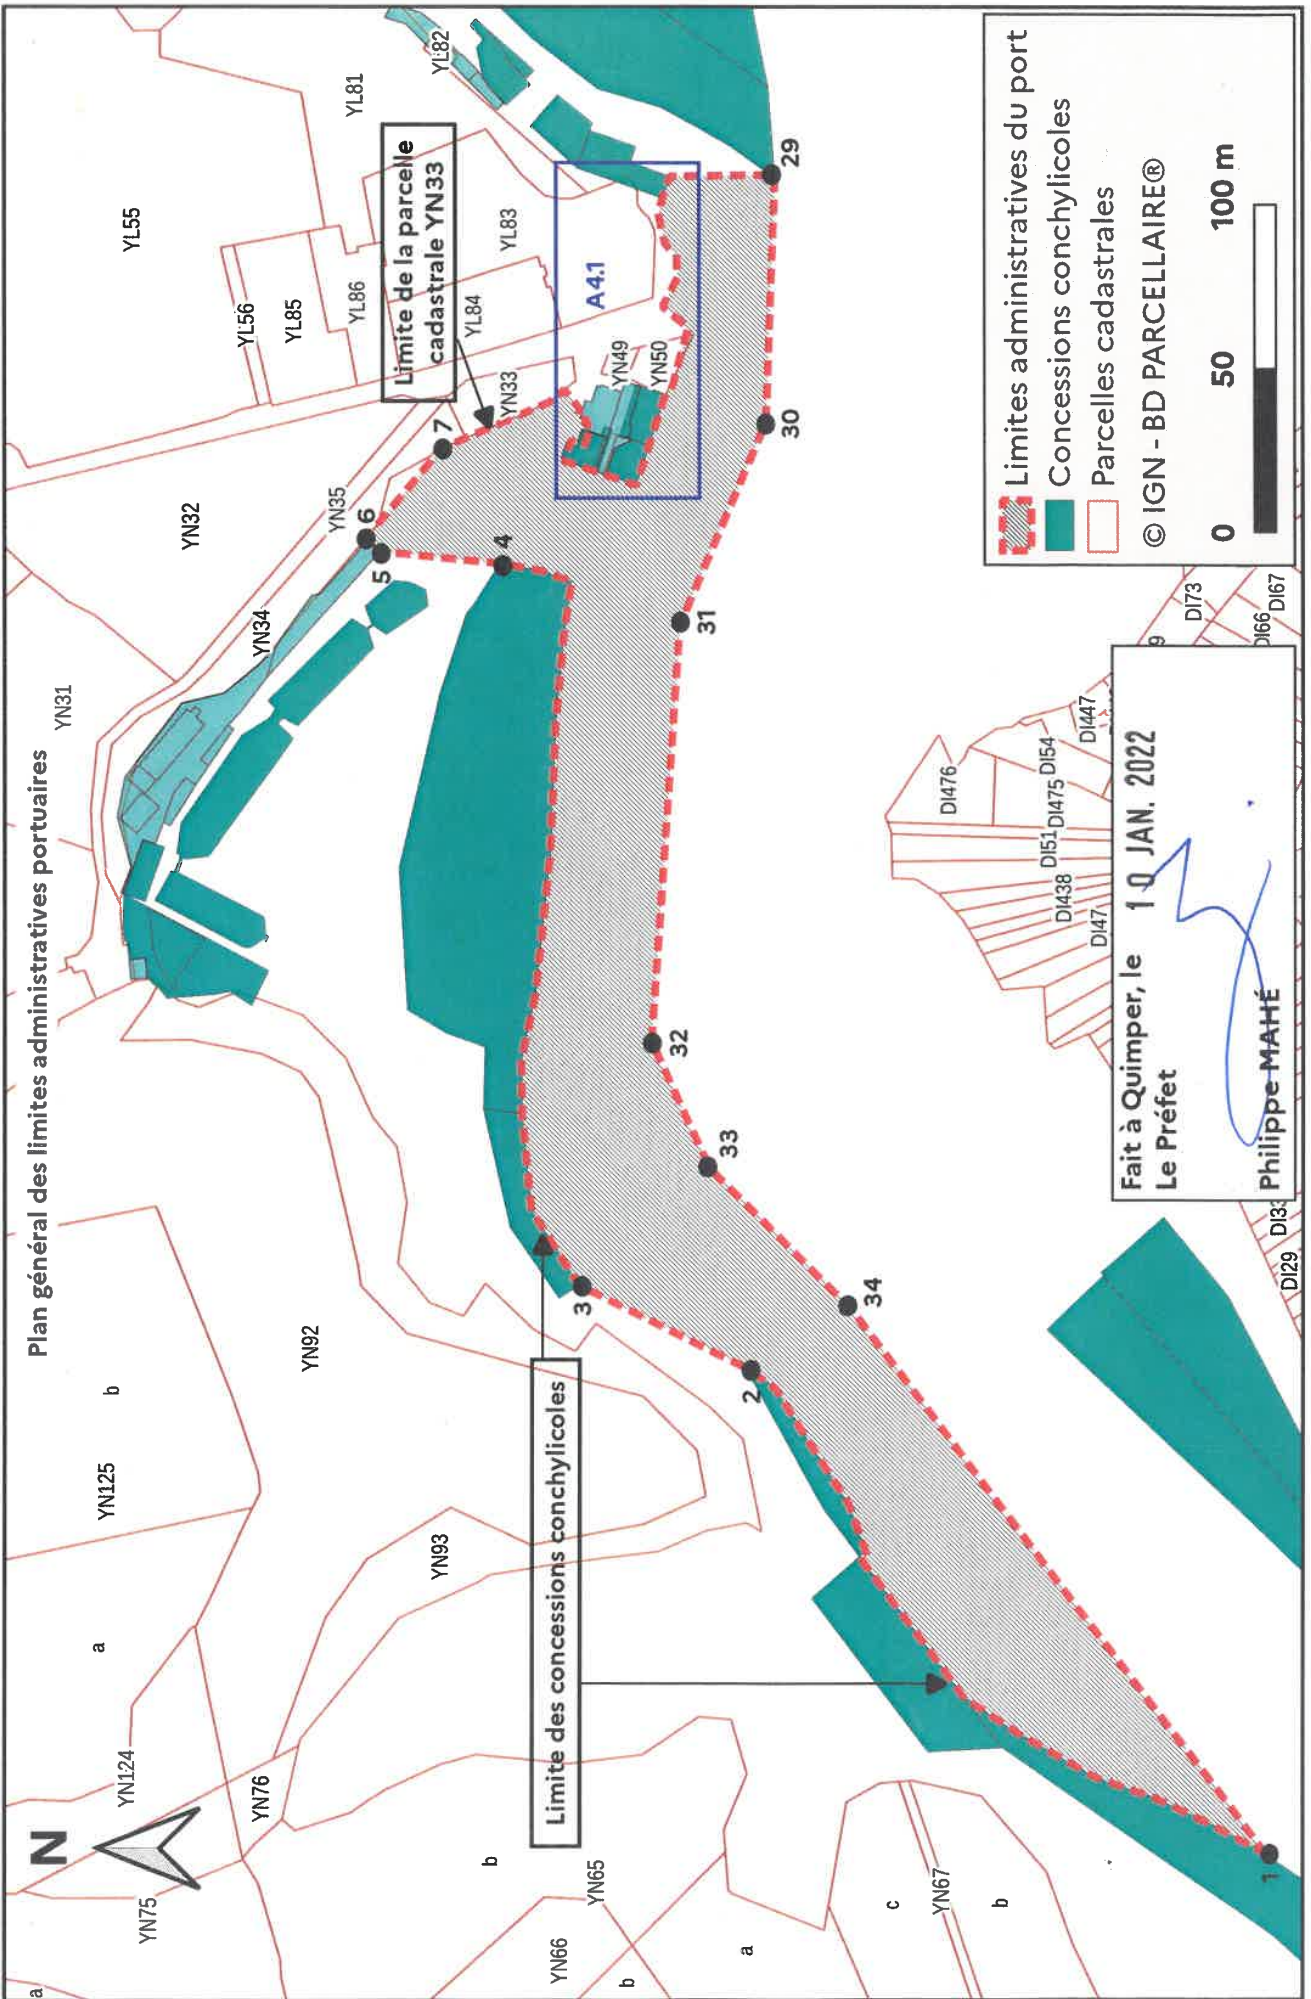 Plan général des limites administratives portuaires
N
a
YN75
YN124
YN76
a
YN125
b
YN92
YN93
YN31
YN32
YN34
YN35
YL55
YL56
YL85
YL86
YL81
YL82
YL83
YL84
YN33
YN49
YN50
A4.1
Limite de la parcelle
cadastrale YN33
Limite des concessions conchylicoles
b
YN65
YN66
b
a
c
YN67
b
1
2
3
4
5
6
7
29
30
31
32
33
34
DI476
DI475
DI54
DI447
DI51
DI438
DI47
9
DI73
DI66
DI67
DI33
DI29
Fait à Quimper, le 10 JAN. 2022
Le Préfet
Philippe MAHÉ
Limites administratives du port
Concessions conchylicoles
Parcelles cadastrales
© IGN - BD PARCELLAIRE®
0 50 100 m